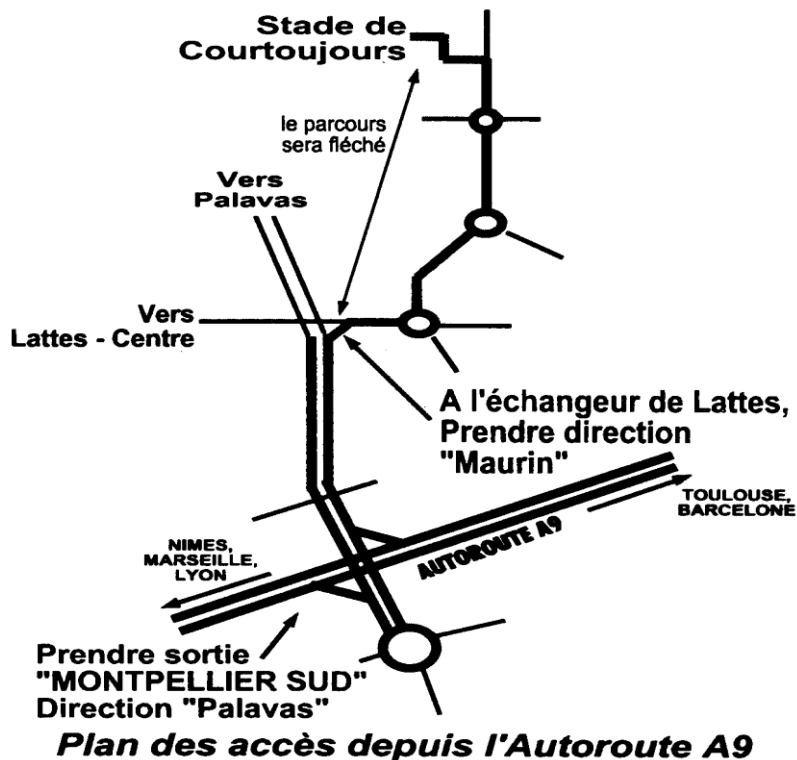 Stade de
Courtoujours
le parcours
sera fléché
Vers
Palavas
Vers
Lattes - Centre
A l'échangeur de Lattes,
Prendre direction
"Maurin"
TOULOUSE,
BARCELONE
AUTOROUTE A9
NIMES,
MARSEILLE,
LYON
Prendre sortie
"MONTPELLIER SUD"
Direction "Palavas"
Plan des accès depuis l'Autoroute A9